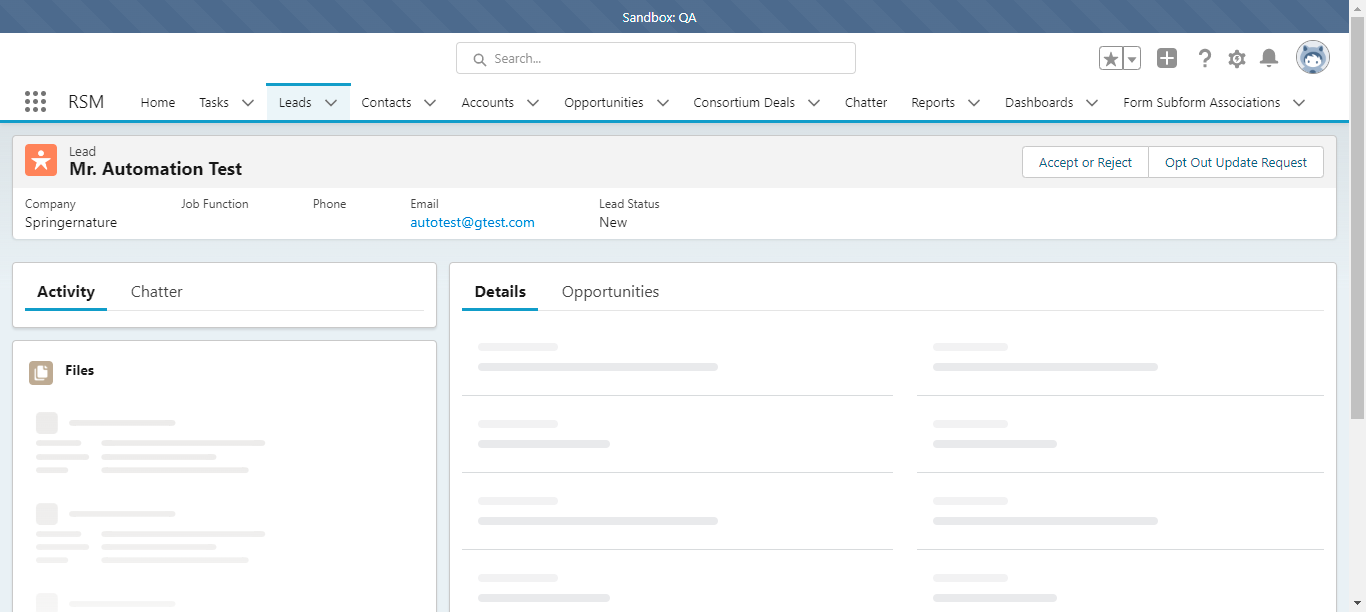 Sandbox: QA
Search...
RSM Home Tasks Leads Contacts Accounts Opportunities Consortium Deals Chatter Reports Dashboards Form Subform Associations
Lead
Mr. Automation Test
Accept or Reject Opt Out Update Request
Company Job Function Phone Email Lead Status
Springernature autotest@gtest.com New
Activity Chatter Details Opportunities
Files